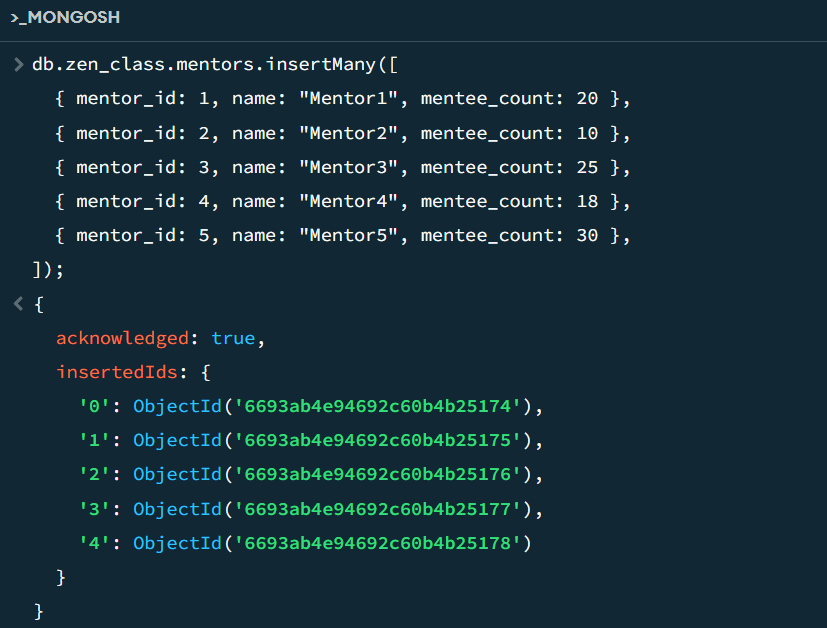 >_MONGOSH
> db.zen_class.mentors.insertMany([
{ mentor_id: 1, name: "Mentor1", mentee_count: 20 },
{ mentor_id: 2, name: "Mentor2", mentee_count: 10 },
{ mentor_id: 3, name: "Mentor3", mentee_count: 25 },
{ mentor_id: 4, name: "Mentor4", mentee_count: 18 },
{ mentor_id: 5, name: "Mentor5", mentee_count: 30 },
]);
< {
acknowledged: true,
insertedIds: {
'0': ObjectId('6693ab4e94692c60b4b25174'),
'1': ObjectId('6693ab4e94692c60b4b25175'),
'2': ObjectId('6693ab4e94692c60b4b25176'),
'3': ObjectId('6693ab4e94692c60b4b25177'),
'4': ObjectId('6693ab4e94692c60b4b25178')
}
}